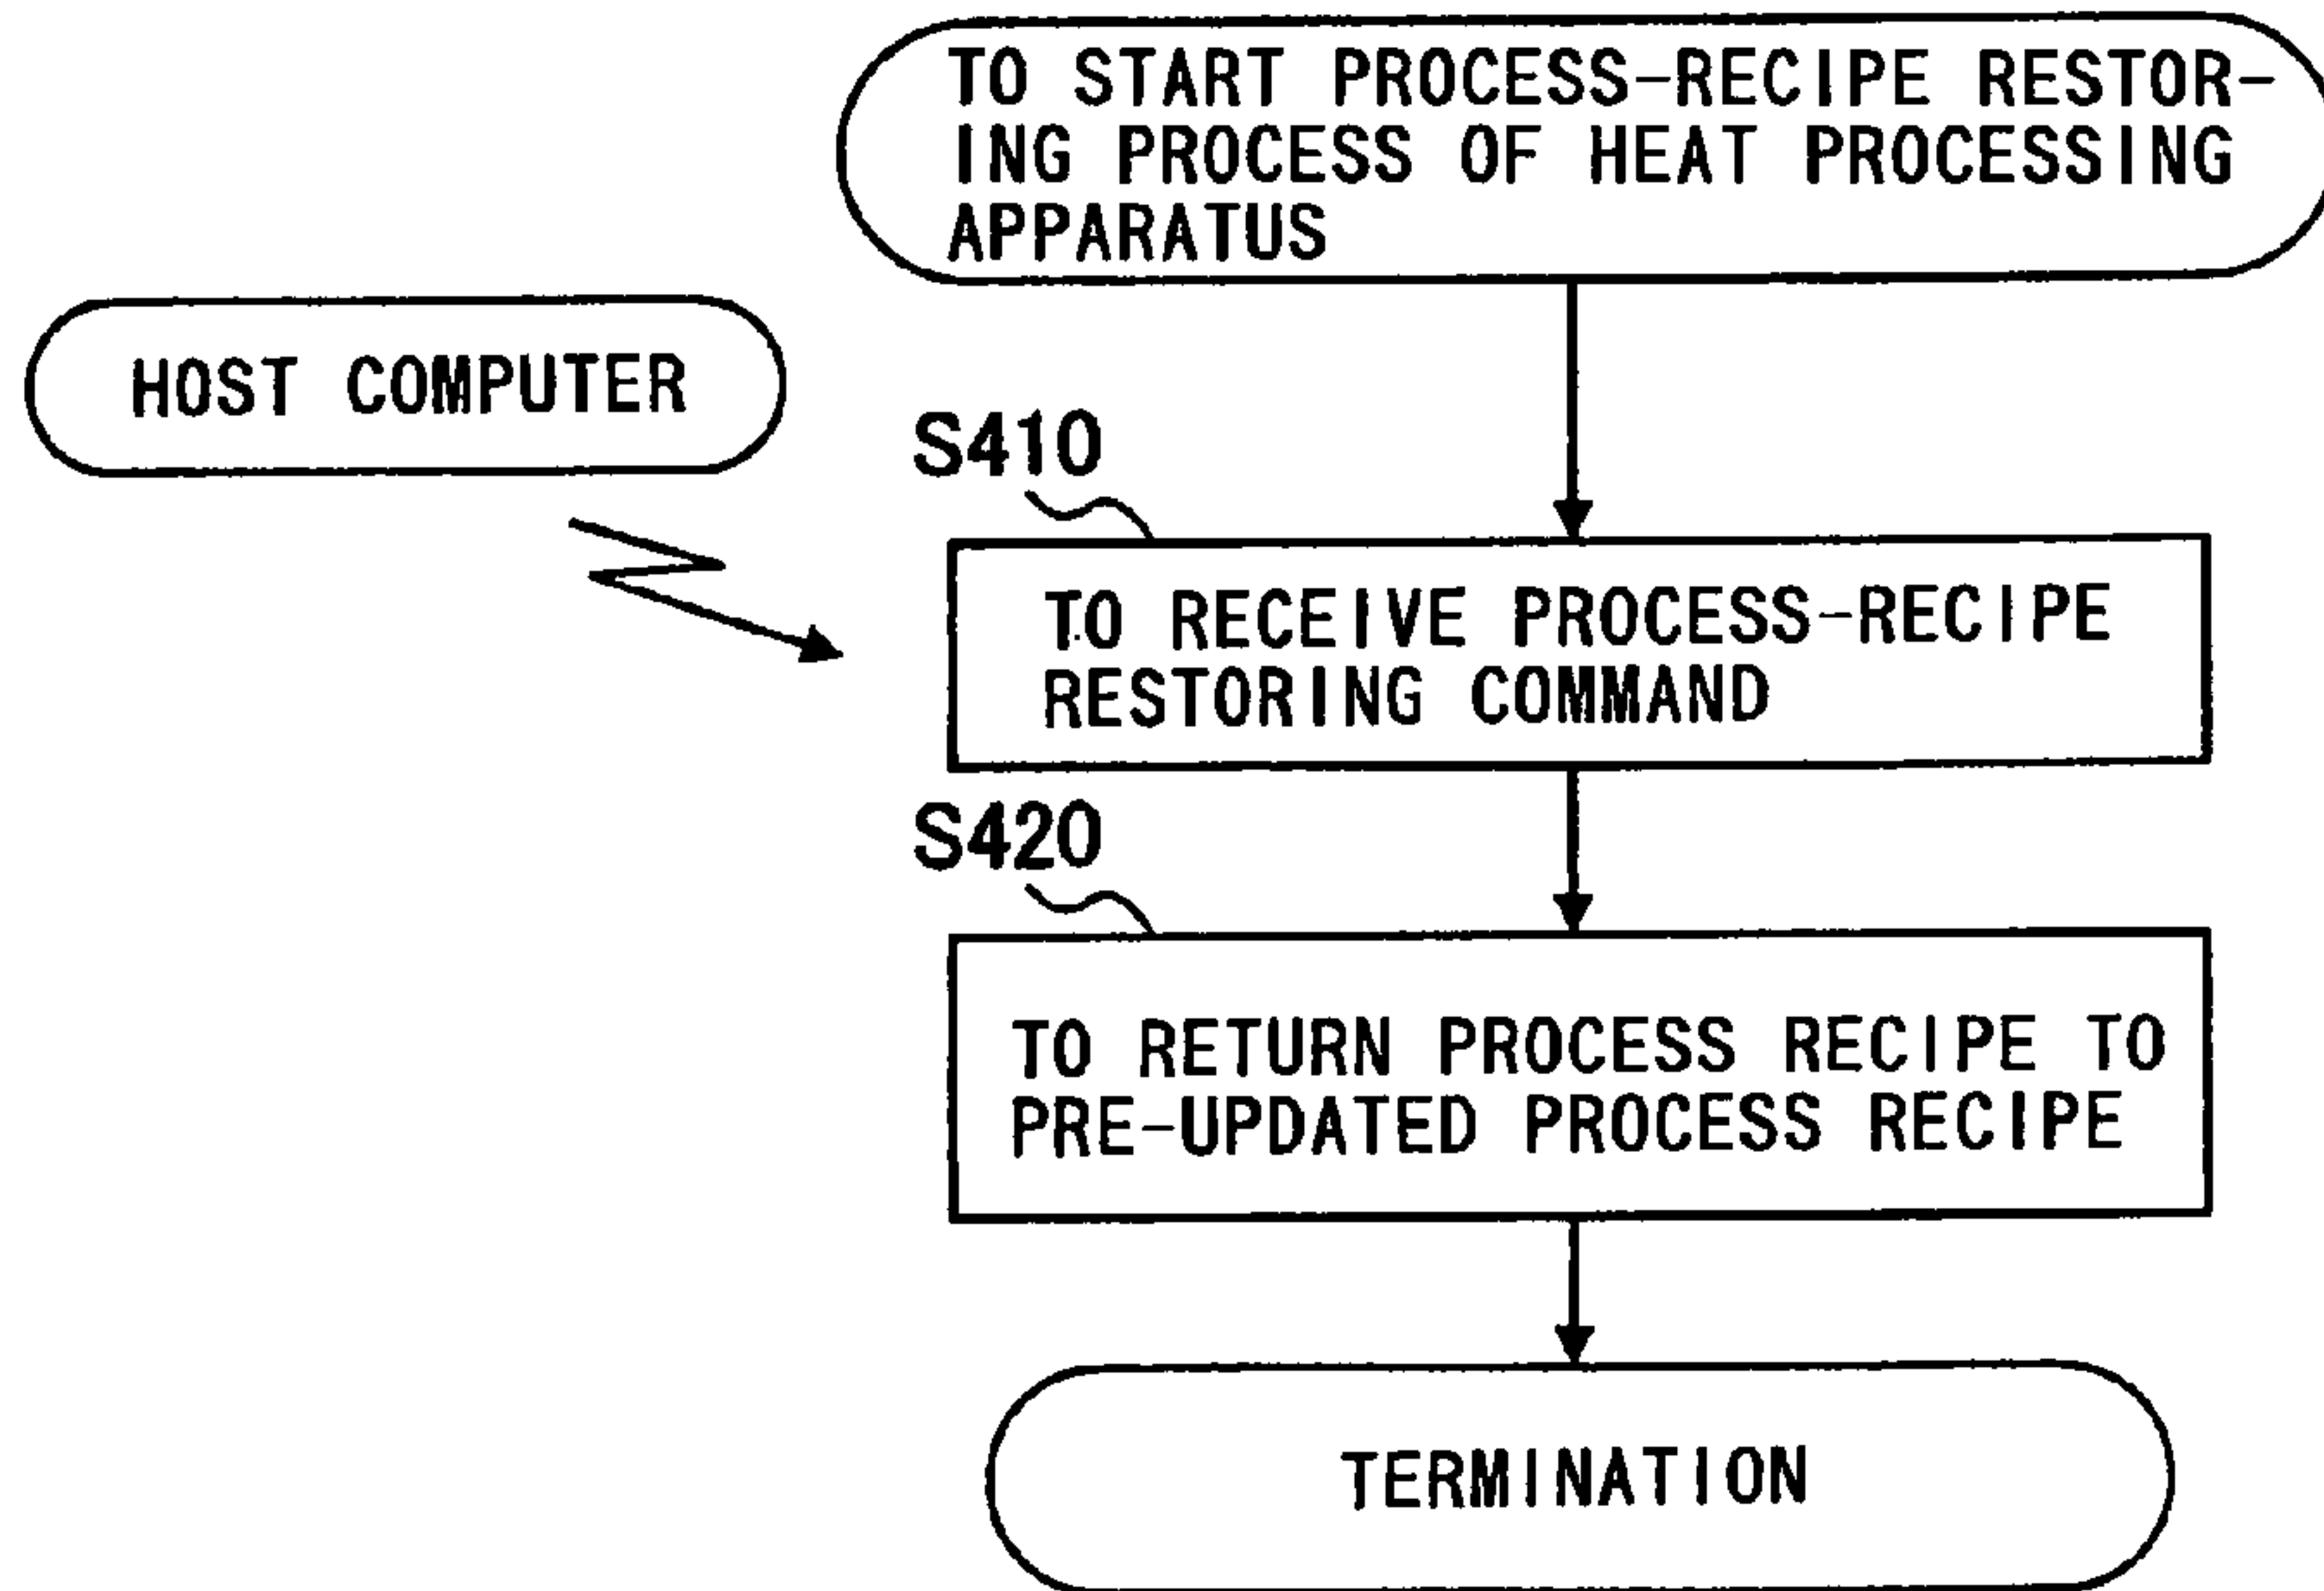 TO START PROCESS-RECIPE RESTOR-
ING PROCESS OF HEAT PROCESSING
APPARATUS
HOST COMPUTER
S410
TO RECEIVE PROCESS-RECIPE
RESTORING COMMAND
S420
TO RETURN PROCESS RECIPE TO
PRE-UPDATED PROCESS RECIPE
TERMINATION